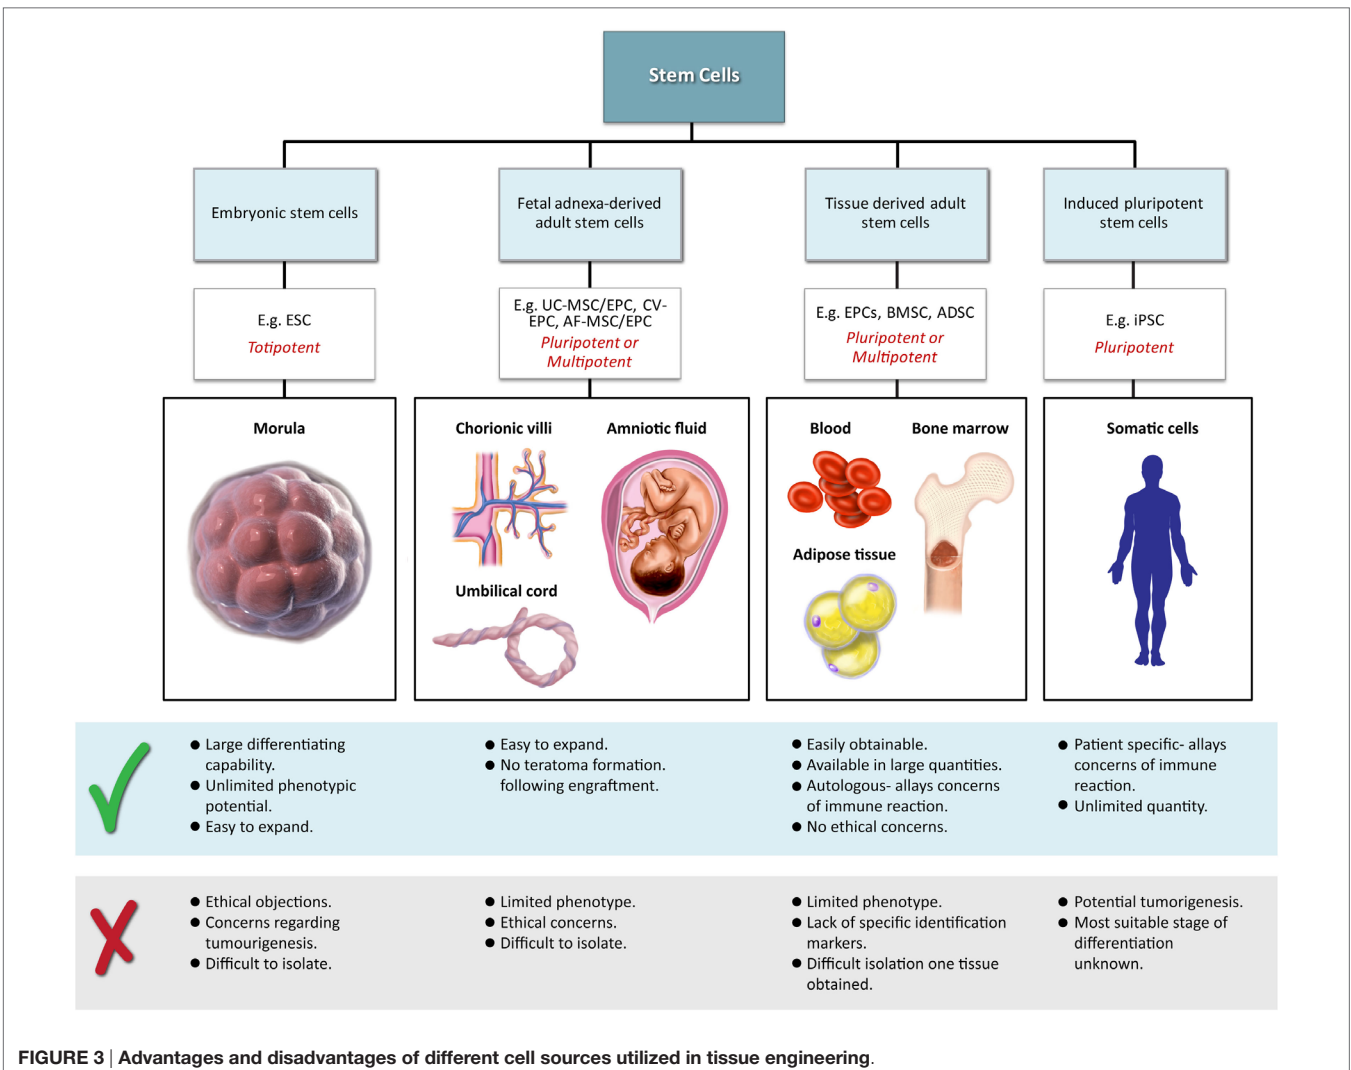 Stem Cells
Embryonic stem cells
Fetal adnexa-derived
adult stem cells
Tissue derived adult
stem cells
Induced pluripotent
stem cells
E.g. ESC
Totipotent
E.g. UC-MSC/EPC, CV-
EPC, AF-MSC/EPC
Pluripotent or
Multipotent
E.g. EPCs, BMSC, ADSC
Pluripotent or
Multipotent
E.g. iPSC
Pluripotent
Morula
Chorionic villi
Amniotic fluid
Umbilical cord
Blood
Bone marrow
Adipose tissue
Somatic cells
● Large differentiating
capability.
● Unlimited phenotypic
potential.
● Easy to expand.
● Easy to expand.
● No teratoma formation.
following engraftment.
● Easily obtainable.
● Available in large quantities.
● Autologous- allays concerns
of immune reaction.
● No ethical concerns.
● Patient specific- allays
concerns of immune
reaction.
● Unlimited quantity.
● Ethical objections.
● Concerns regarding
tumourigenesis.
● Difficult to isolate.
● Limited phenotype.
● Ethical concerns.
● Difficult to isolate.
● Limited phenotype.
● Lack of specific identification
markers.
● Difficult isolation one tissue
obtained.
● Potential tumorigenesis.
● Most suitable stage of
differentiation
unknown.
FIGURE 3 | Advantages and disadvantages of different cell sources utilized in tissue engineering.